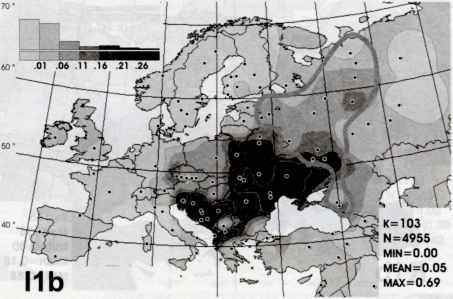 70°
.01 .06 .11 .16 .21 .26
60°
50°
40°
K=103
N=4955
MIN=0.00
MEAN=0.05
MAX=0.69
I1b